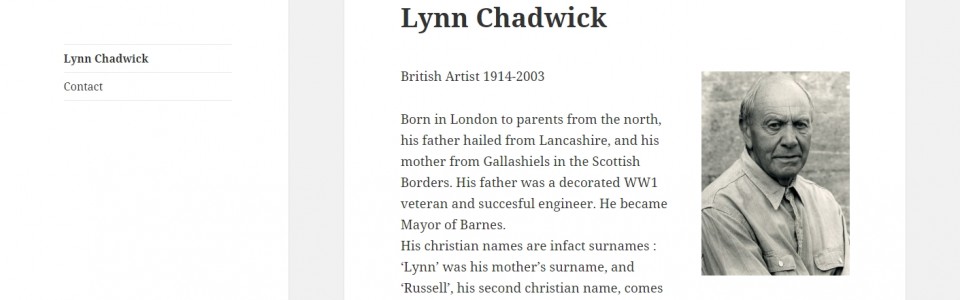 Lynn Chadwick
Contact
Lynn Chadwick
British Artist 1914-2003
Born in London to parents from the north,
his father hailed from Lancashire, and his
mother from Gallashiels in the Scottish
Borders. His father was a decorated WW1
veteran and succesful engineer. He became
Mayor of Barnes.
His christian names are infact surnames :
‘Lynn’ was his mother’s surname, and
‘Russell’, his second christian name, comes